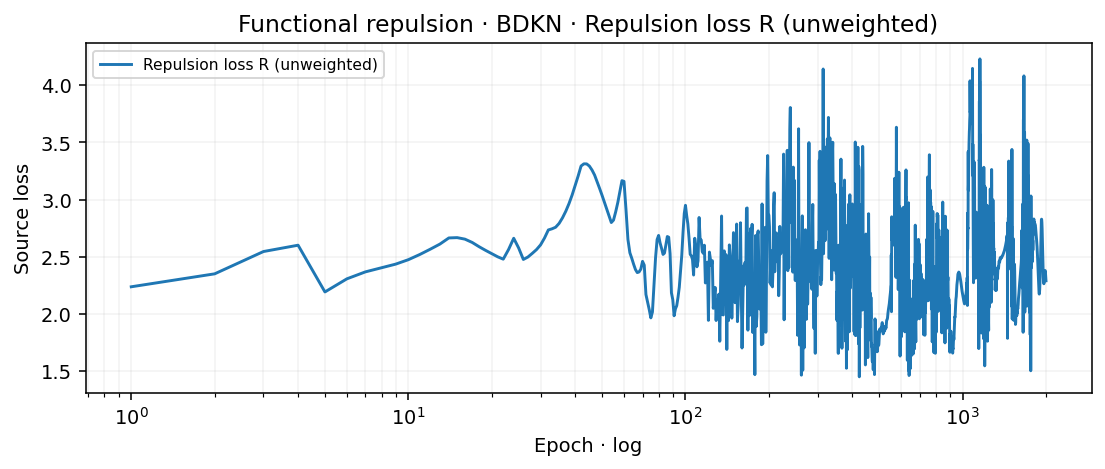 Functional repulsion · BDKN · Repulsion loss R (unweighted)
Repulsion loss R (unweighted)
Source loss
4.0
3.5
3.0
2.5
2.0
1.5
10⁰ 10¹ 10² 10³
Epoch · log